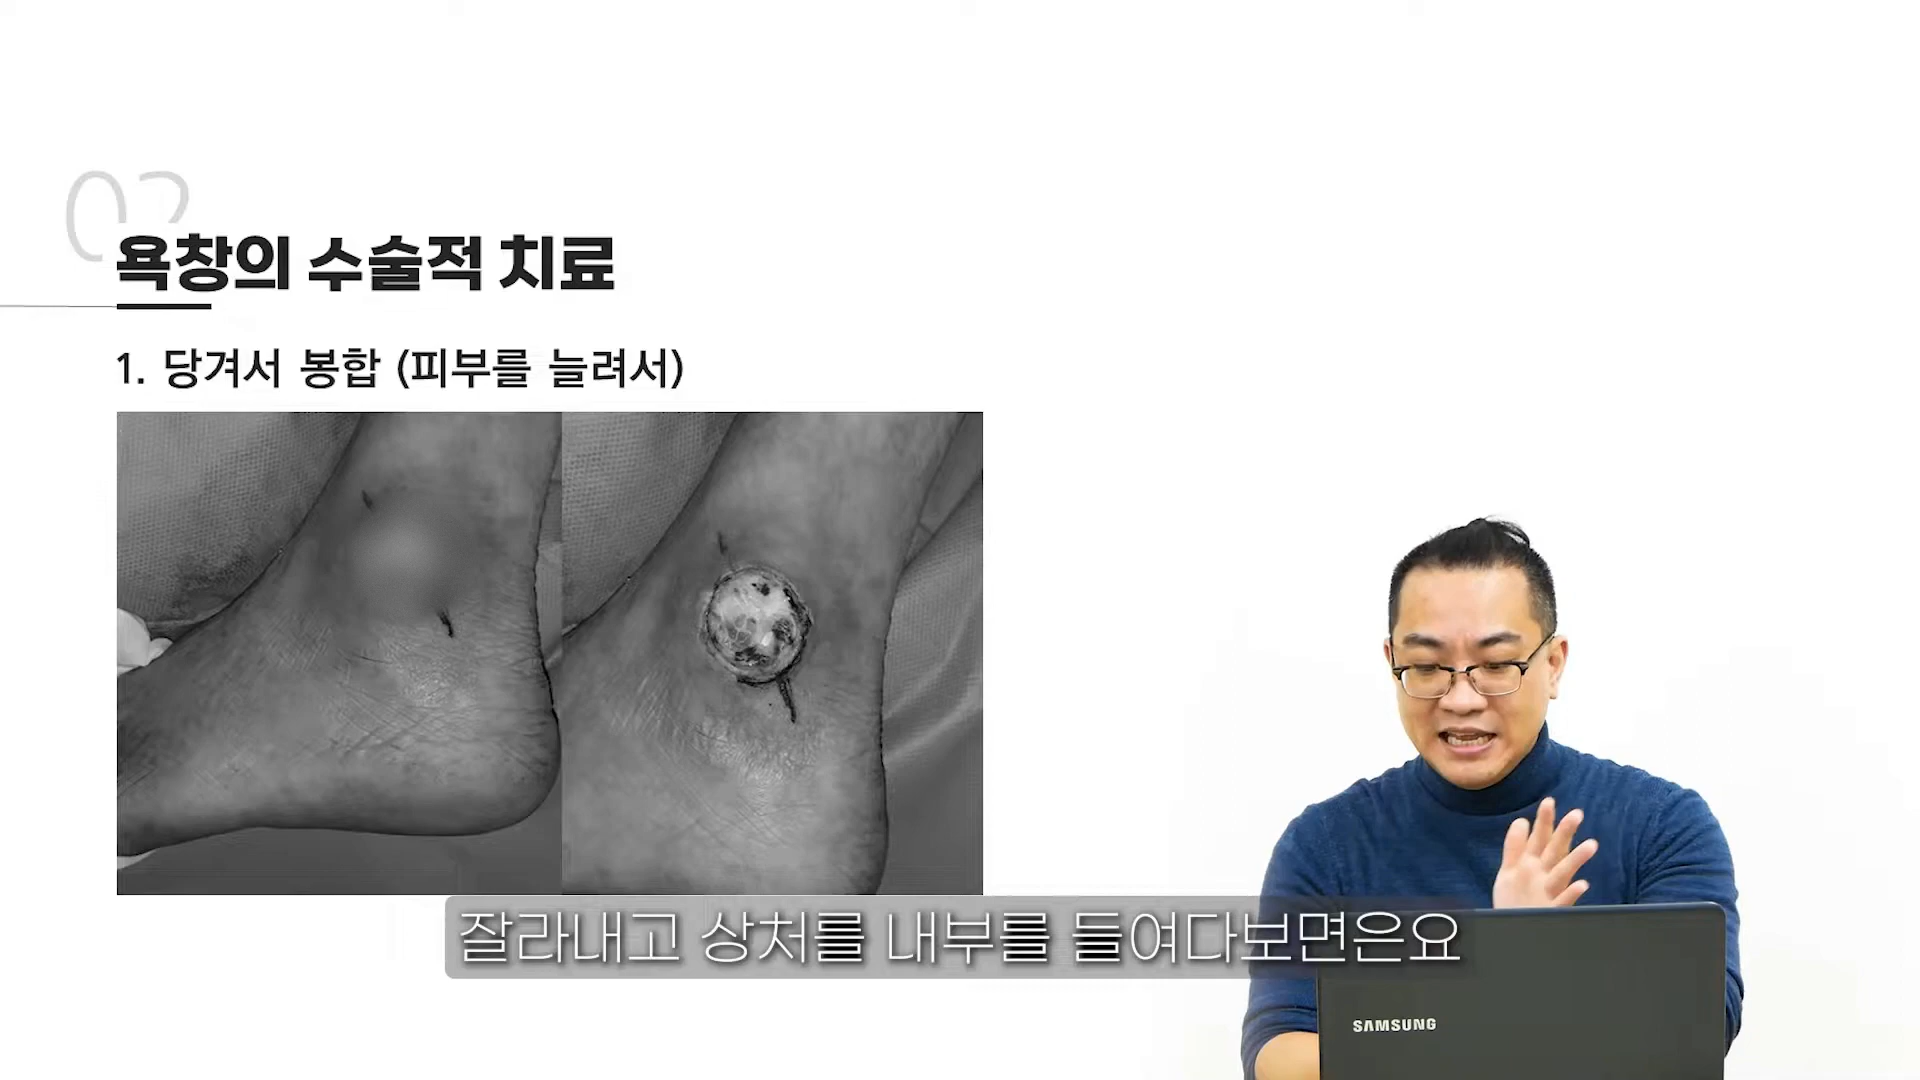 02
욕창의 수술적 치료
1. 당겨서 봉합 (피부를 늘려서)
잘라내고 상처를 내부를 들여다보면은요
SAMSUNG